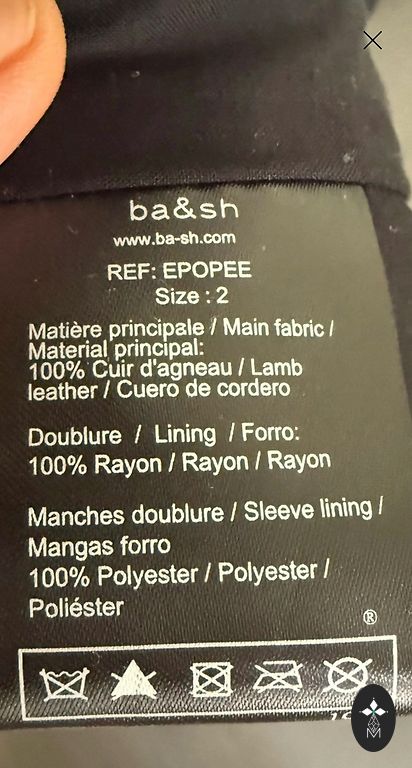 ba&sh
www.ba-sh.com
REF: EPOPEE
Size : 2
Matière principale / Main fabric /
Material principal:
100% Cuir d'agneau / Lamb
leather / Cuero de cordero
Doublure / Lining / Forro:
100% Rayon / Rayon / Rayon
Manches doublure / Sleeve lining /
Mangas forro
100% Polyester / Polyester /
Poliéster
®
M